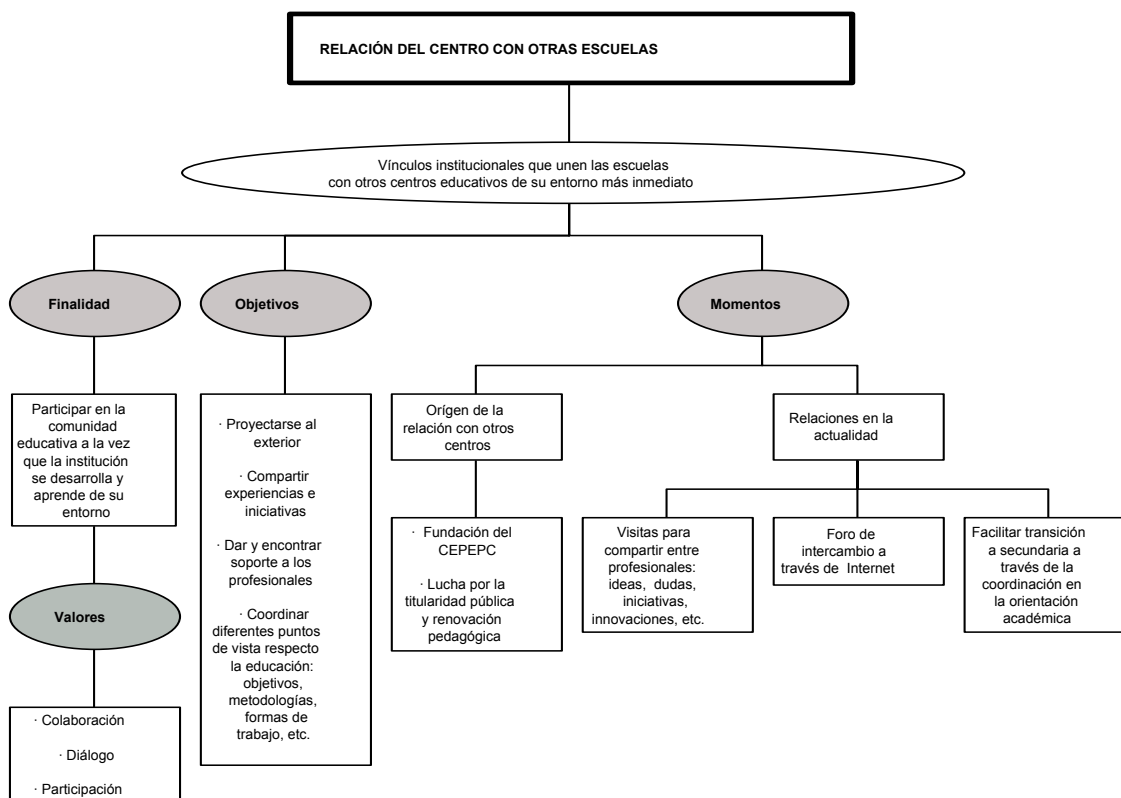 RELACIÓN DEL CENTRO CON OTRAS ESCUELAS
Vínculos institucionales que unen las escuelas
con otros centros educativos de su entorno más inmediato
Finalidad
Objetivos
Momentos
Participar en la
comunidad
educativa a la vez
que la institución
se desarrolla y
aprende de su
entorno
Valores
· Colaboración
· Diálogo
· Participación
· Proyectarse al
exterior
· Compartir
experiencias e
iniciativas
· Dar y encontrar
soporte a los
profesionales
· Coordinar
diferentes puntos
de vista respecto
la educación:
objetivos,
metodologías,
formas de
trabajo, etc.
Orígen de la
relación con otros
centros
· Fundación del
CEPEPC
· Lucha por la
titularidad pública
y renovación
pedagógica
Relaciones en la
actualidad
Visitas para
compartir entre
profesionales:
ideas, dudas,
iniciativas,
innovaciones, etc.
Foro de
intercambio a
través de Internet
Facilitar transición
a secundaria a
través de la
coordinación en
la orientación
académica